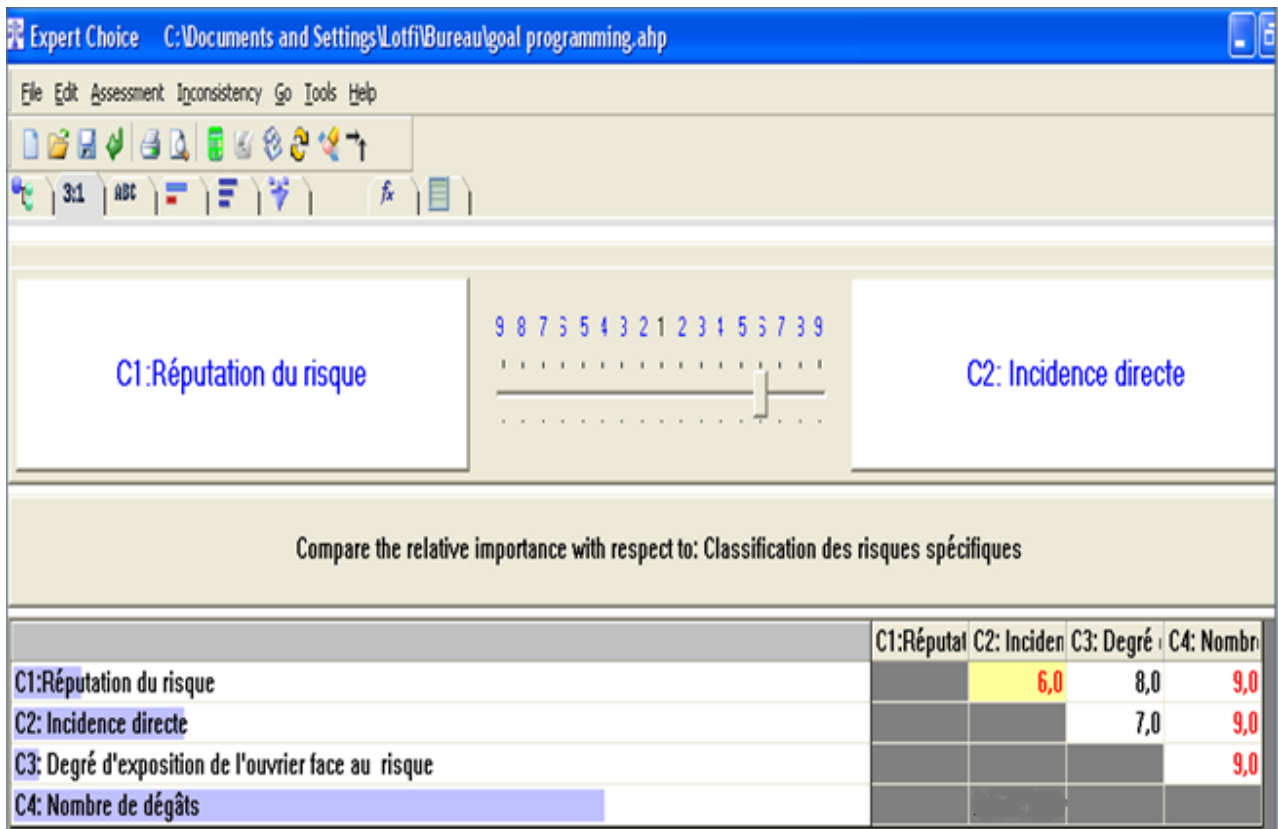 Expert Choice C:\Documents and Settings\Lotfi\Bureau\goal programming.ahp
File Edit Assessment Inconsistency Go Tools Help
3:1 ABC fx
C1:Réputation du risque
9 8 7 6 5 4 3 2 1 2 3 4 5 6 7 8 9
C2: Incidence directe
Compare the relative importance with respect to: Classification des risques spécifiques
C1:Réputat C2: Inciden C3: Degré C4: Nombr
C1:Réputation du risque 6,0 8,0 9,0
C2: Incidence directe 7,0 9,0
C3: Degré d'exposition de l'ouvrier face au risque 9,0
C4: Nombre de dégâts